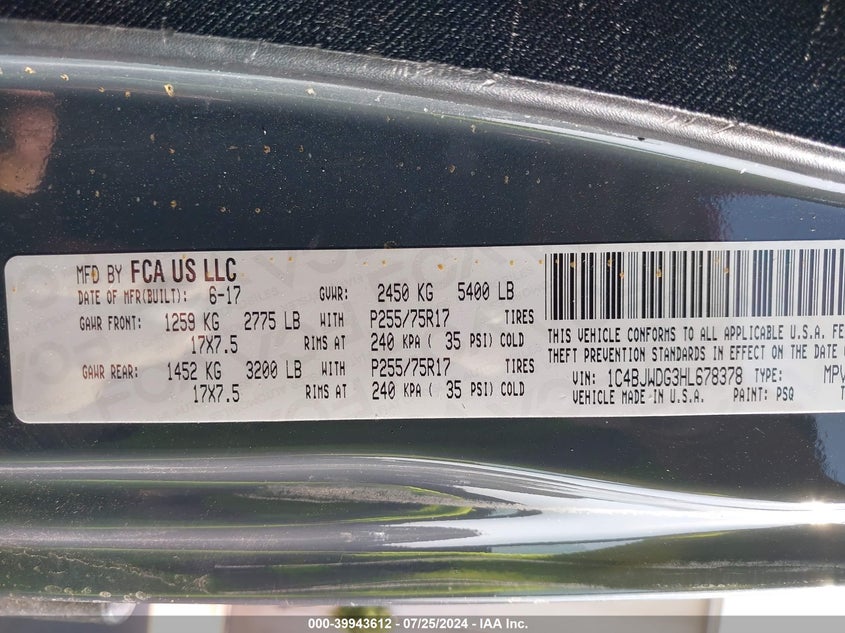 MFD BY FCA US LLC
DATE OF MFR(BUILT): 6-17 GVWR: 2450 KG 5400 LB
GAWR FRONT: 1259 KG 2775 LB WITH P255/75R17 TIRES
17X7.5 RIMS AT 240 KPA ( 35 PSI) COLD
GAWR REAR: 1452 KG 3200 LB WITH P255/75R17 TIRES
17X7.5 RIMS AT 240 KPA ( 35 PSI) COLD
THIS VEHICLE CONFORMS TO ALL APPLICABLE U.S.A. FE
THEFT PREVENTION STANDARDS IN EFFECT ON THE DATE
VIN: 1C4BJWDG3HL678378 TYPE: MPV
VEHICLE MADE IN U.S.A. PAINT: PSQ
000-39943612 - 07/25/2024 - IAA Inc.